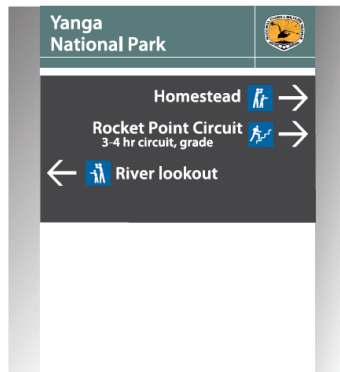 Yanga
National Park
Homestead
Rocket Point Circuit
3-4 hr circuit, grade
River lookout